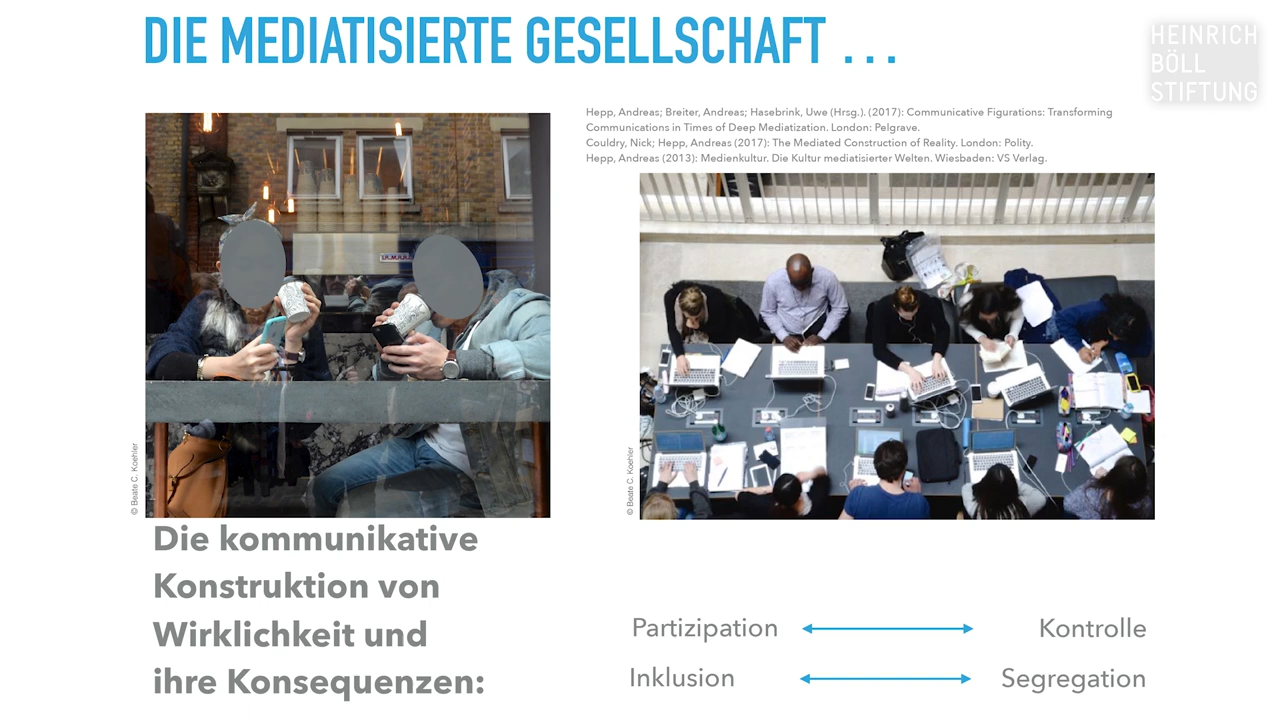 DIE MEDIATISIERTE GESELLSCHAFT ...
HEINRICH
BÖLL
STIFTUNG
Hepp, Andreas; Breiter, Andreas; Hasebrink, Uwe (Hrsg.). (2017): Communicative Figurations: Transforming
Communications in Times of Deep Mediatization. London: Pelgrave.
Couldry, Nick; Hepp, Andreas (2017): The Mediated Construction of Reality. London: Polity.
Hepp, Andreas (2013): Medienkultur. Die Kultur mediatisierter Welten. Wiesbaden: VS Verlag.
© Beate C. Koehler
© Beate C. Koehler
Die kommunikative
Konstruktion von
Wirklichkeit und
ihre Konsequenzen:
Partizipation Kontrolle
Inklusion Segregation